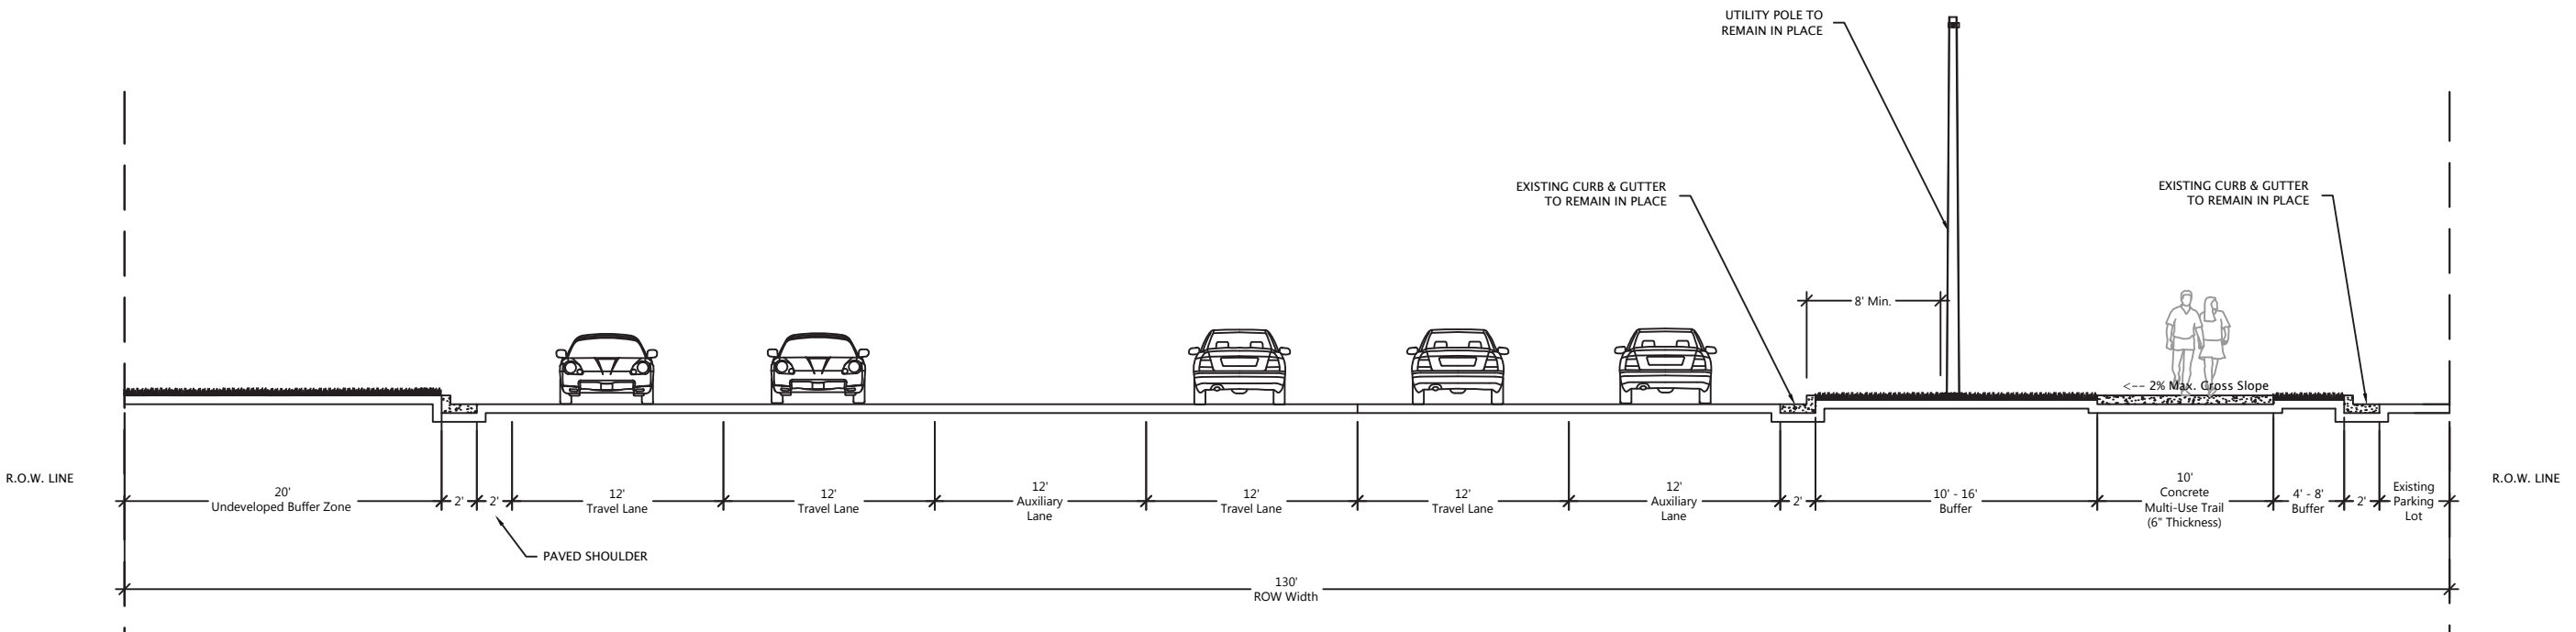 UTILITY POLE TO
REMAIN IN PLACE
EXISTING CURB & GUTTER
TO REMAIN IN PLACE
EXISTING CURB & GUTTER
TO REMAIN IN PLACE
8' Min.
<-- 2% Max. Cross Slope
R.O.W. LINE
20'
Undeveloped Buffer Zone
2'
2'
12'
Travel Lane
12'
Travel Lane
12'
Auxiliary
Lane
12'
Travel Lane
12'
Travel Lane
12'
Auxiliary
Lane
2'
10' - 16'
Buffer
10'
Concrete
Multi-Use Trail
(6" Thickness)
4' - 8'
Buffer
2'
Existing
Parking
Lot
R.O.W. LINE
PAVED SHOULDER
130'
ROW Width